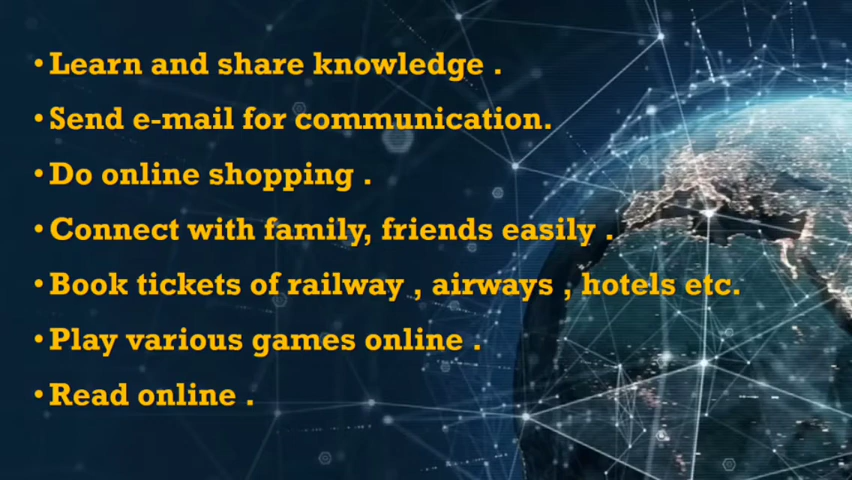 • Learn and share knowledge .
• Send e-mail for communication.
• Do online shopping .
• Connect with family, friends easily .
• Book tickets of railway , airways , hotels etc.
• Play various games online .
• Read online .